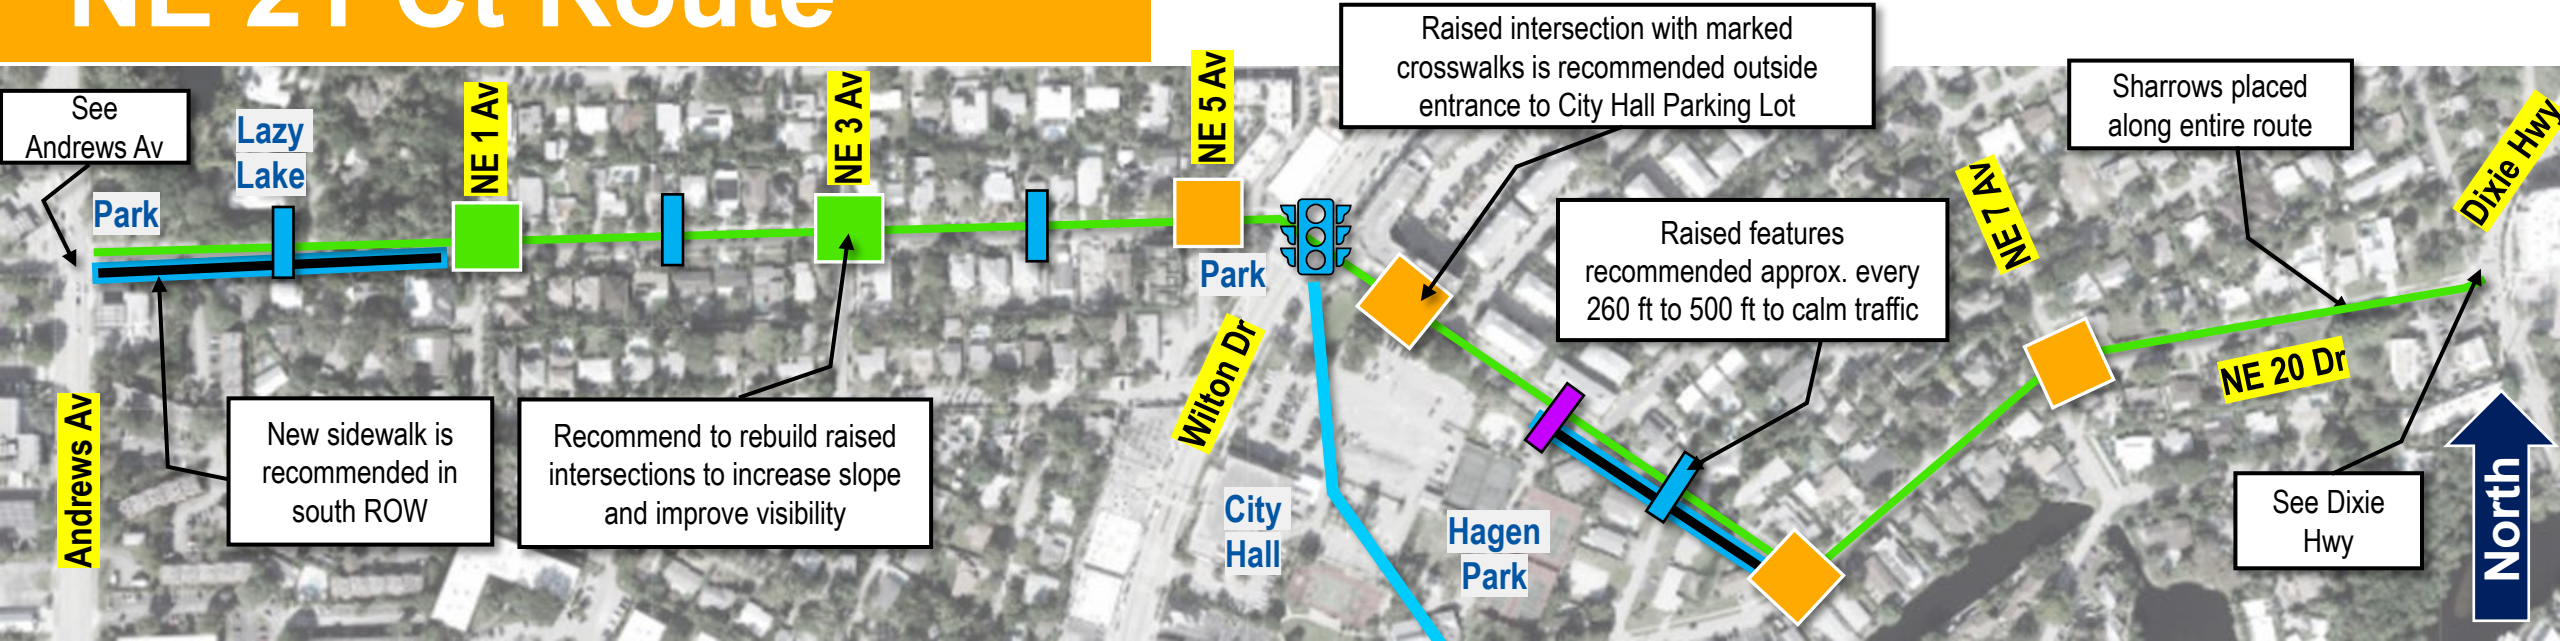 NE 21 Ct Route
Raised intersection with marked
crosswalks is recommended outside
entrance to City Hall Parking Lot
Sharrows placed
along entire route
See
Andrews Av
Lazy
Lake
NE 1 Av
NE 3 Av
NE 5 Av
Park
NE 7 Av
Dixie Hwy
Raised features
recommended approx. every
260 ft to 500 ft to calm traffic
Park
Wilton Dr
NE 20 Dr
Andrews Av
New sidewalk is
recommended in
south ROW
Recommend to rebuild raised
intersections to increase slope
and improve visibility
City
Hall
Hagen
Park
See Dixie
Hwy
North